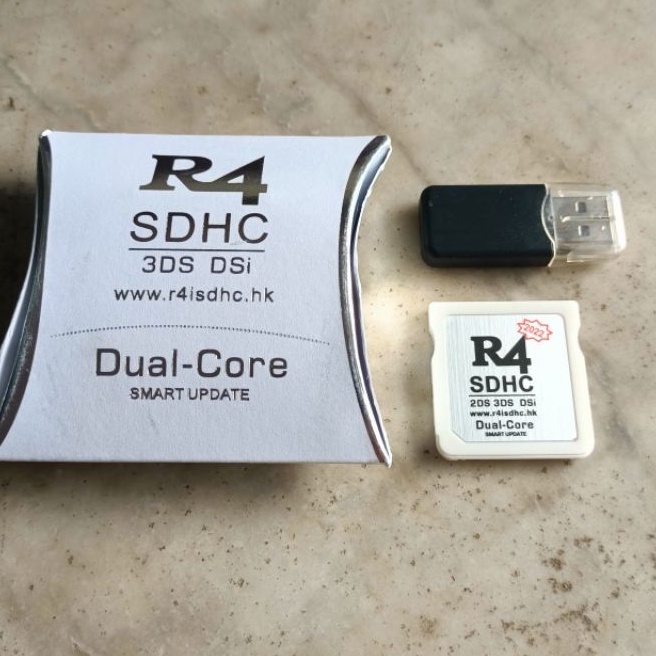 R4
SDHC
3DS DSi
www.r4isdhc.hk
Dual-Core
SMART UPDATE
2022
R4
SDHC
2DS 3DS DSi
www.r4isdhc.hk
Dual-Core
SMART UPDATE